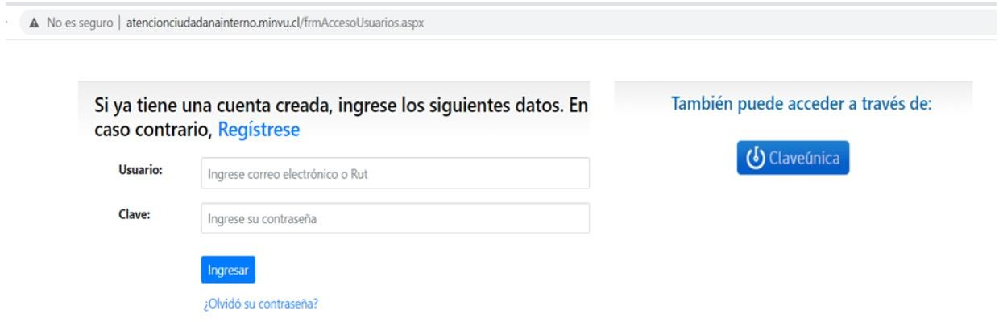 No es seguro | atencionciudadanainterno.minvu.cl/frmAccesoUsuarios.aspx
Si ya tiene una cuenta creada, ingrese los siguientes datos. En
caso contrario, Regístrese
Usuario:
Ingrese correo electrónico o Rut
Clave:
Ingrese su contraseña
Ingresar
¿Olvidó su contraseña?
También puede acceder a través de:
Claveúnica